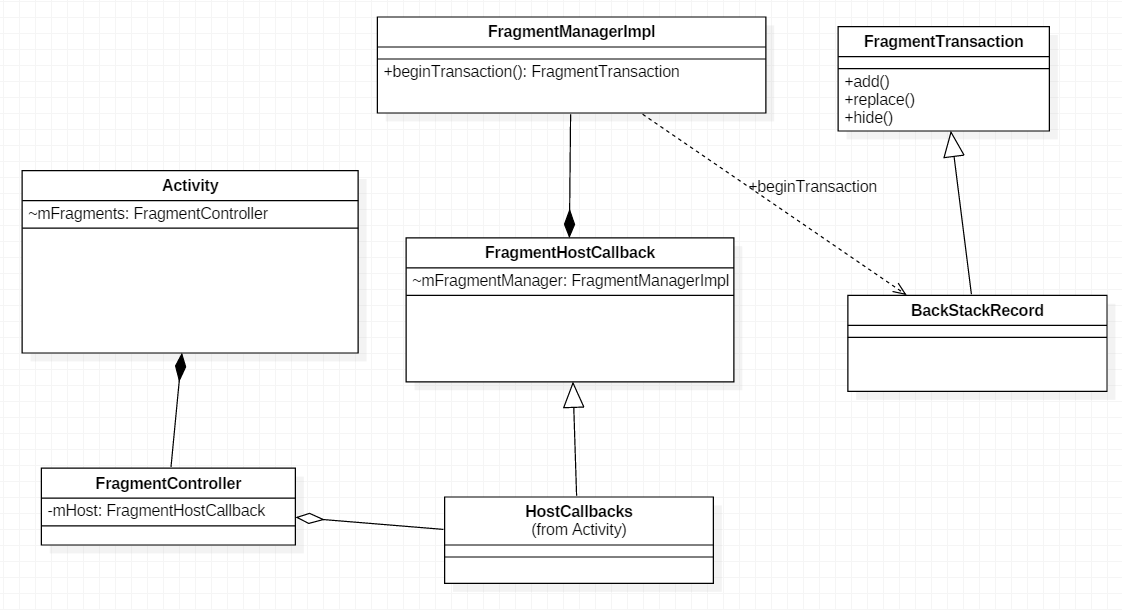 FragmentManagerImpl
+beginTransaction(): FragmentTransaction
FragmentTransaction
+add()
+replace()
+hide()
Activity
~mFragments: FragmentController
+beginTransaction
FragmentHostCallback
~mFragmentManager: FragmentManagerImpl
BackStackRecord
FragmentController
-mHost: FragmentHostCallback
HostCallbacks
(from Activity)